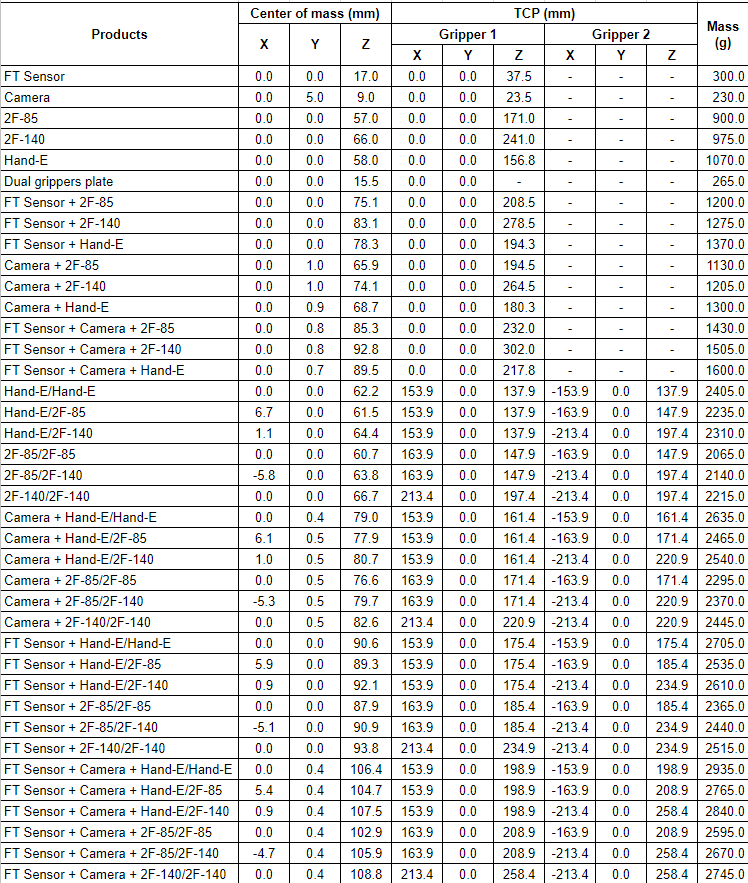 Center of mass (mm) TCP (mm)
Products Gripper 1 Gripper 2 Mass (g)
X Y Z X Y Z X Y Z
FT Sensor 0.0 0.0 17.0 0.0 0.0 37.5 - - - 300.0
Camera 0.0 5.0 9.0 0.0 0.0 23.5 - - - 230.0
2F-85 0.0 0.0 57.0 0.0 0.0 171.0 - - - 900.0
2F-140 0.0 0.0 66.0 0.0 0.0 241.0 - - - 975.0
Hand-E 0.0 0.0 58.0 0.0 0.0 156.8 - - - 1070.0
Dual grippers plate 0.0 0.0 15.5 0.0 0.0 - - - - 265.0
FT Sensor + 2F-85 0.0 0.0 75.1 0.0 0.0 208.5 - - - 1200.0
FT Sensor + 2F-140 0.0 0.0 83.1 0.0 0.0 278.5 - - - 1275.0
FT Sensor + Hand-E 0.0 0.0 78.3 0.0 0.0 194.3 - - - 1370.0
Camera + 2F-85 0.0 1.0 65.9 0.0 0.0 194.5 - - - 1130.0
Camera + 2F-140 0.0 1.0 74.1 0.0 0.0 264.5 - - - 1205.0
Camera + Hand-E 0.0 0.9 68.7 0.0 0.0 180.3 - - - 1300.0
FT Sensor + Camera + 2F-85 0.0 0.8 85.3 0.0 0.0 232.0 - - - 1430.0
FT Sensor + Camera + 2F-140 0.0 0.8 92.8 0.0 0.0 302.0 - - - 1505.0
FT Sensor + Camera + Hand-E 0.0 0.7 89.5 0.0 0.0 217.8 - - - 1600.0
Hand-E/Hand-E 0.0 0.0 62.2 153.9 0.0 137.9 -153.9 0.0 137.9 2405.0
Hand-E/2F-85 6.7 0.0 61.5 153.9 0.0 137.9 -163.9 0.0 147.9 2235.0
Hand-E/2F-140 1.1 0.0 64.4 153.9 0.0 137.9 -213.4 0.0 197.4 2310.0
2F-85/2F-85 0.0 0.0 60.7 163.9 0.0 147.9 -163.9 0.0 147.9 2065.0
2F-85/2F-140 -5.8 0.0 63.8 163.9 0.0 147.9 -213.4 0.0 197.4 2140.0
2F-140/2F-140 0.0 0.0 66.7 213.4 0.0 197.4 -213.4 0.0 197.4 2215.0
Camera + Hand-E/Hand-E 0.0 0.4 79.0 153.9 0.0 161.4 -153.9 0.0 161.4 2635.0
Camera + Hand-E/2F-85 6.1 0.5 77.9 153.9 0.0 161.4 -163.9 0.0 171.4 2465.0
Camera + Hand-E/2F-140 1.0 0.5 80.7 153.9 0.0 161.4 -213.4 0.0 220.9 2540.0
Camera + 2F-85/2F-85 0.0 0.5 76.6 163.9 0.0 171.4 -163.9 0.0 171.4 2295.0
Camera + 2F-85/2F-140 -5.3 0.5 79.7 163.9 0.0 171.4 -213.4 0.0 220.9 2370.0
Camera + 2F-140/2F-140 0.0 0.5 82.6 213.4 0.0 220.9 -213.4 0.0 220.9 2445.0
FT Sensor + Hand-E/Hand-E 0.0 0.0 90.6 153.9 0.0 175.4 -153.9 0.0 175.4 2705.0
FT Sensor + Hand-E/2F-85 5.9 0.0 89.3 153.9 0.0 175.4 -163.9 0.0 185.4 2535.0
FT Sensor + Hand-E/2F-140 0.9 0.0 92.1 153.9 0.0 175.4 -213.4 0.0 234.9 2610.0
FT Sensor + 2F-85/2F-85 0.0 0.0 87.9 163.9 0.0 185.4 -163.9 0.0 185.4 2365.0
FT Sensor + 2F-85/2F-140 -5.1 0.0 90.9 163.9 0.0 185.4 -213.4 0.0 234.9 2440.0
FT Sensor + 2F-140/2F-140 0.0 0.0 93.8 213.4 0.0 234.9 -213.4 0.0 234.9 2515.0
FT Sensor + Camera + Hand-E/Hand-E 0.0 0.4 106.4 153.9 0.0 198.9 -153.9 0.0 198.9 2935.0
FT Sensor + Camera + Hand-E/2F-85 5.4 0.4 104.7 153.9 0.0 198.9 -163.9 0.0 208.9 2765.0
FT Sensor + Camera + Hand-E/2F-140 0.9 0.4 107.5 153.9 0.0 198.9 -213.4 0.0 258.4 2840.0
FT Sensor + Camera + 2F-85/2F-85 0.0 0.4 102.9 163.9 0.0 208.9 -163.9 0.0 208.9 2595.0
FT Sensor + Camera + 2F-85/2F-140 -4.7 0.4 105.9 163.9 0.0 208.9 -213.4 0.0 258.4 2670.0
FT Sensor + Camera + 2F-140/2F-140 0.0 0.4 108.8 213.4 0.0 258.4 -213.4 0.0 258.4 2745.0